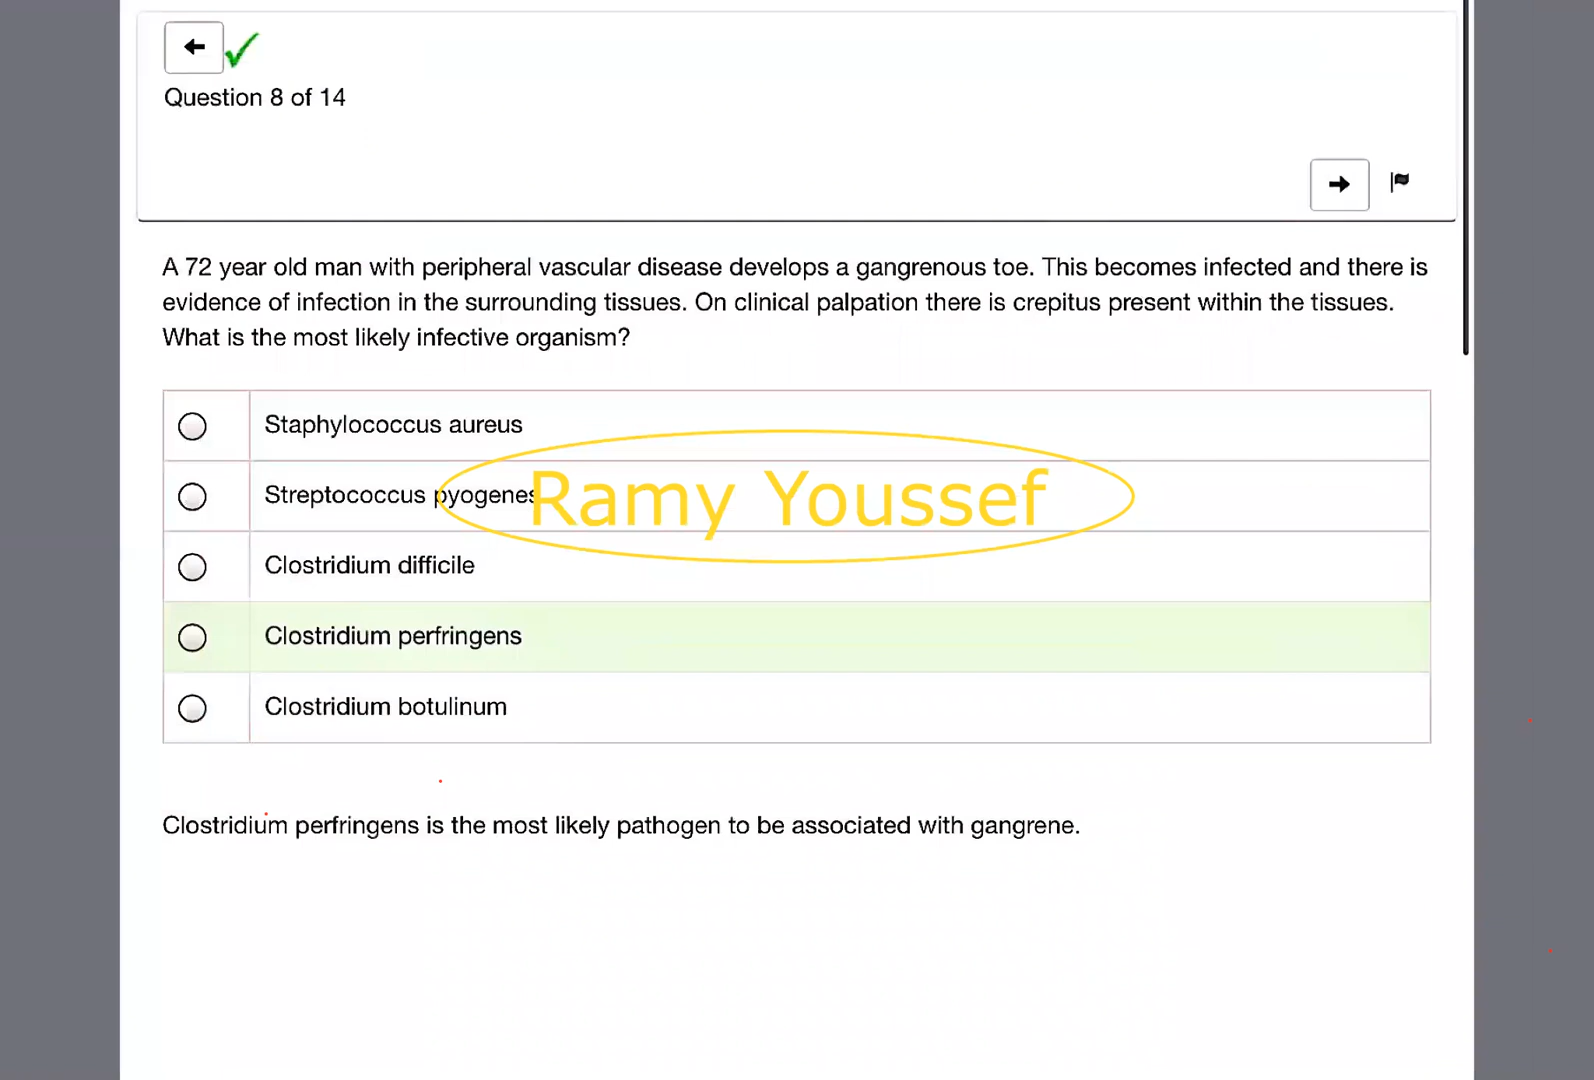 Question 8 of 14
A 72 year old man with peripheral vascular disease develops a gangrenous toe. This becomes infected and there is
evidence of infection in the surrounding tissues. On clinical palpation there is crepitus present within the tissues.
What is the most likely infective organism?
Staphylococcus aureus
Streptococcus pyogenes
Ramy Youssef
Clostridium difficile
Clostridium perfringens
Clostridium botulinum
Clostridium perfringens is the most likely pathogen to be associated with gangrene.